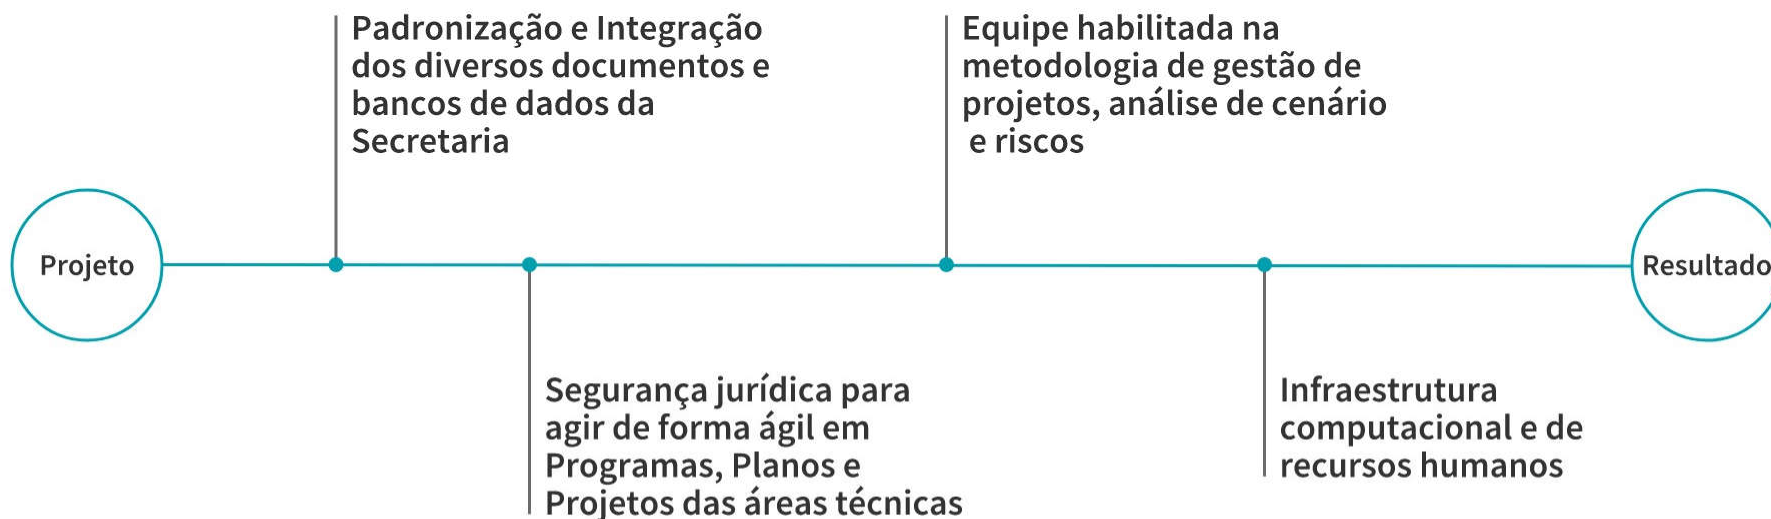 Padronização e Integração
dos diversos documentos e
bancos de dados da
Secretaria
Equipe habilitada na
metodologia de gestão de
projetos, análise de cenário
e riscos
Projeto
Resultado
Segurança jurídica para
agir de forma ágil em
Programas, Planos e
Projetos das áreas técnicas
Infraestrutura
computacional e de
recursos humanos